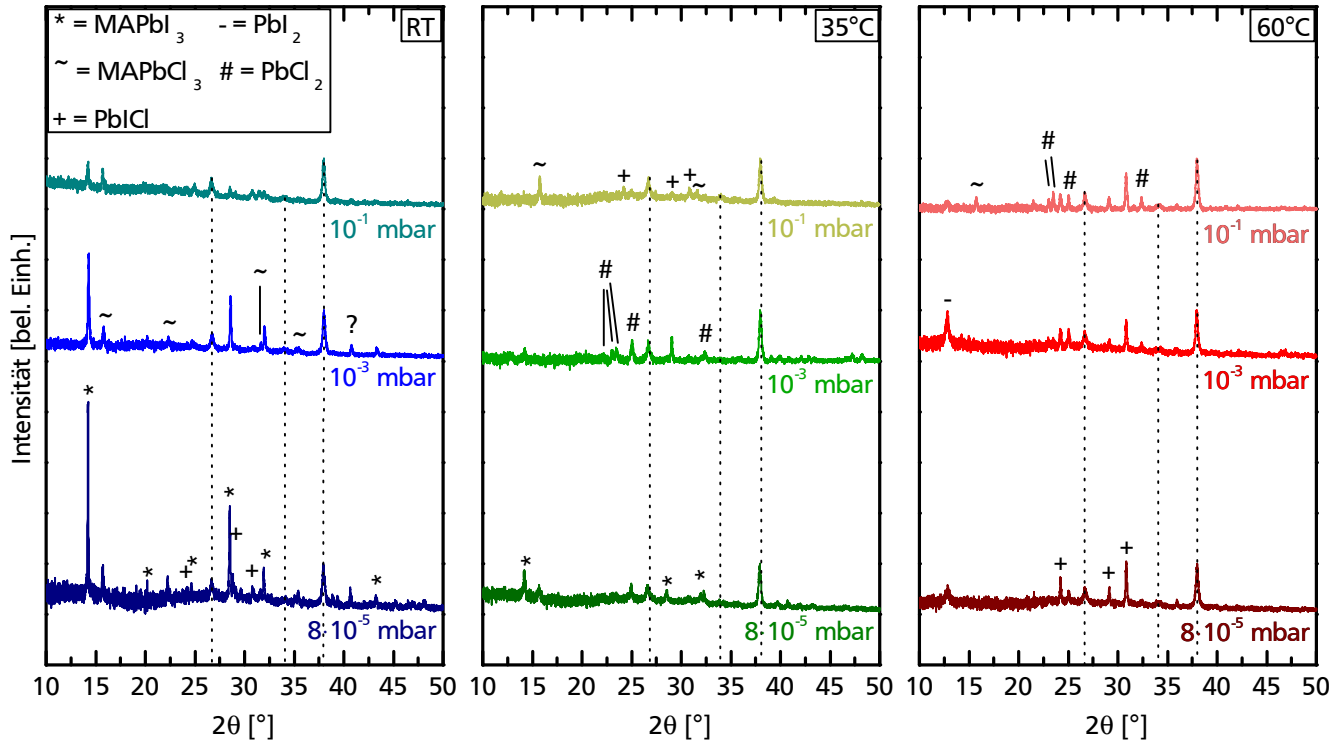 * = MAPbI3 - = PbI2
~ = MAPbCl3 # = PbCl2
+ = PbICl
RT
35°C
60°C
Intensität [bel. Einh.]
10-1 mbar
~
10-3 mbar
~
~
~
?
~
8·10-5 mbar
*
*
+
*
+
*
+
*
*
10-1 mbar
~
+
+
+
~
10-3 mbar
#
#
#
8·10-5 mbar
*
*
*
10-1 mbar
~
#
#
#
10-3 mbar
-
8·10-5 mbar
+
+
+
10 15 20 25 30 35 40 45 50
10 15 20 25 30 35 40 45 50
10 15 20 25 30 35 40 45 50
2θ [°]
2θ [°]
2θ [°]